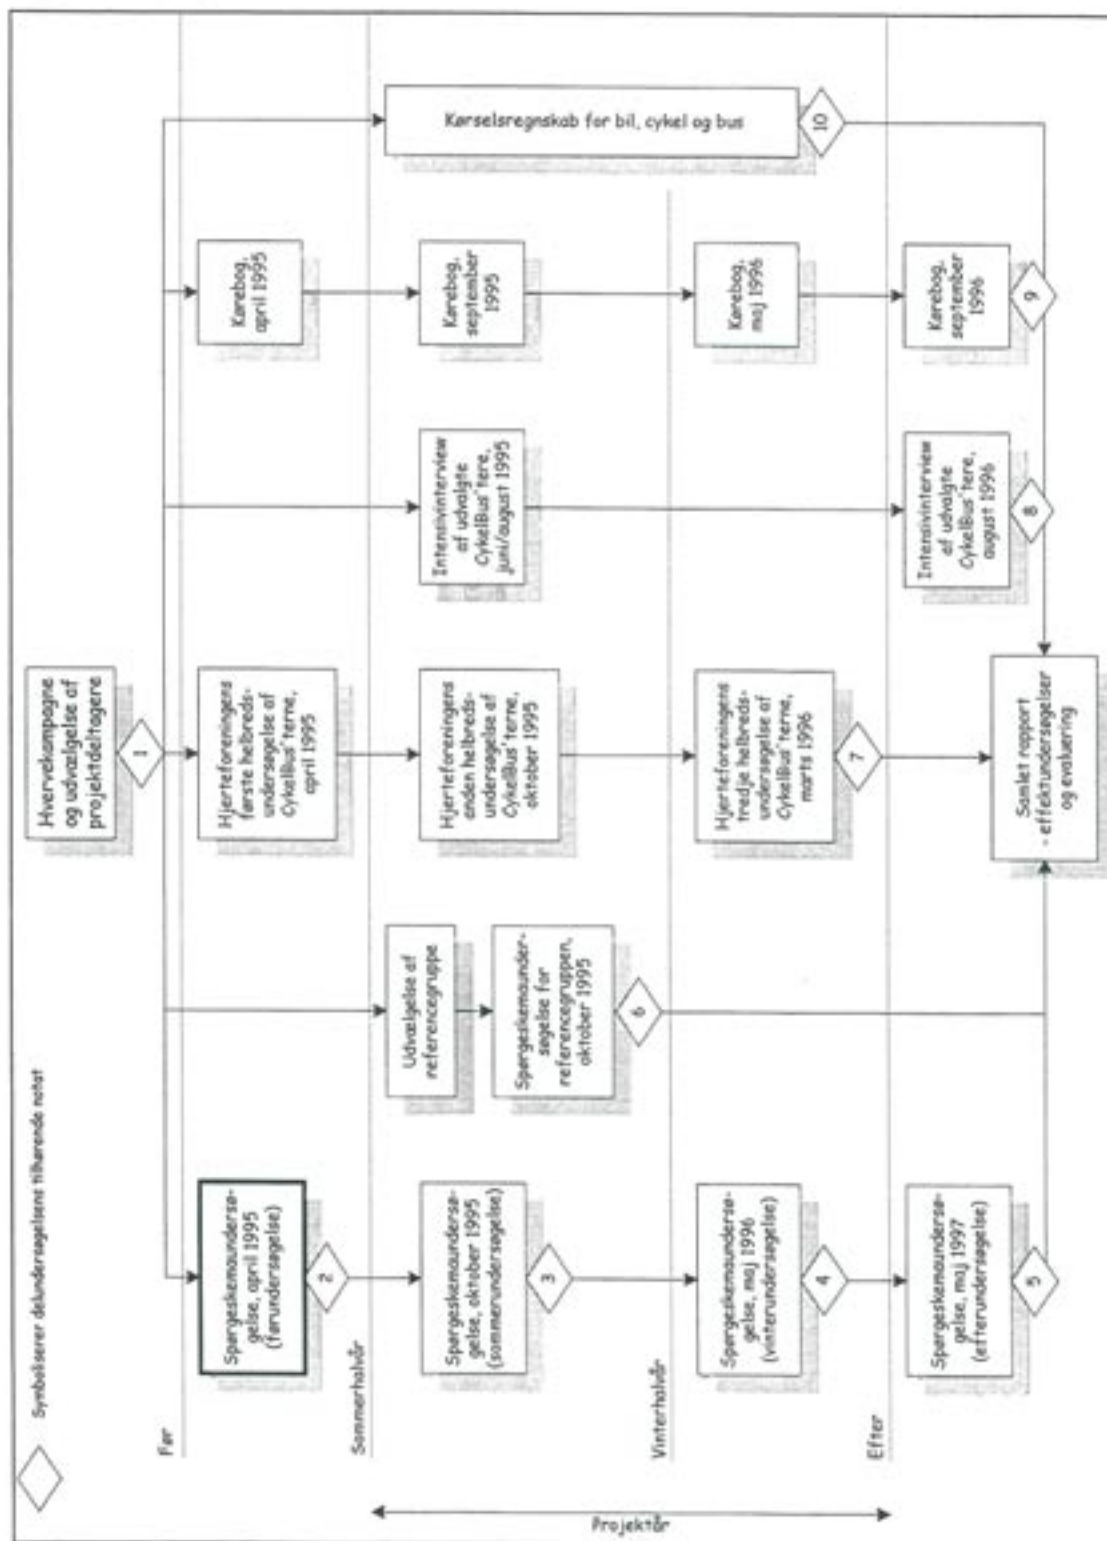 Symboliserer delundersøgelsens tilhørende notat
Hvervekampagne
og udvælgelse af
projektdeltagere
1
Før
Spørgeskemaundersø-
gelse, april 1995
(førundersøgelse)
2
Hjerteforeningens
første helbreds-
undersøgelse af
CykelBus'terne,
april 1995
Kørebog,
april 1995
Sommerhalvår
Spørgeskemaundersø-
gelse, oktober 1995
(sommerundersøgelse)
3
Udvælgelse af
referencegruppe
Spørgeskemaunder-
søgelse for
referencegruppen,
oktober 1995
6
Hjerteforeningens
anden helbreds-
undersøgelse af
CykelBus'terne,
oktober 1995
Intensivinterview
af udvalgte
CykelBus'tere,
juni/august 1995
Kørebog,
september
1995
Kørselsregnskab for bil, cykel og bus
10
Vinterhalvår
Spørgeskemaundersø-
gelse, maj 1996
(vinterundersøgelse)
4
Hjerteforeningens
tredje helbreds-
undersøgelse af
CykelBus'terne,
marts 1996
7
Kørebog,
maj 1996
Efter
Spørgeskemaundersø-
gelse, maj 1997
(efterundersøgelse)
5
Intensivinterview
af udvalgte
CykelBus'tere,
august 1996
8
Kørebog,
september
1996
9
Samlet rapport
- effektundersøgelser
og evaluering
Projektår